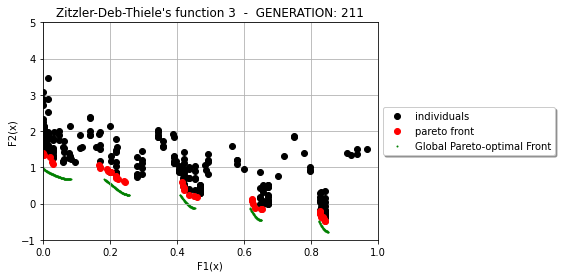 Zitzler-Deb-Thiele's function 3 - GENERATION: 211
5
4
3
2
1
0
−1
F2(x)
0.0 0.2 0.4 0.6 0.8 1.0
F1(x)
individuals
pareto front
Global Pareto-optimal Front